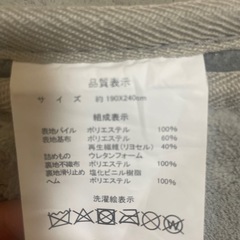 品質表示
サイズ 約190X240cm
組成表示
表地パイル ポリエステル 100%
表地基布 ポリエステル 60%
再生繊維(リヨセル) 40%
詰めもの ウレタンフォーム
裏地不織布 ポリエステル 100%
裏地滑り止め 塩化ビニル樹脂
ヘム ポリエステル 100%
洗濯絵表示